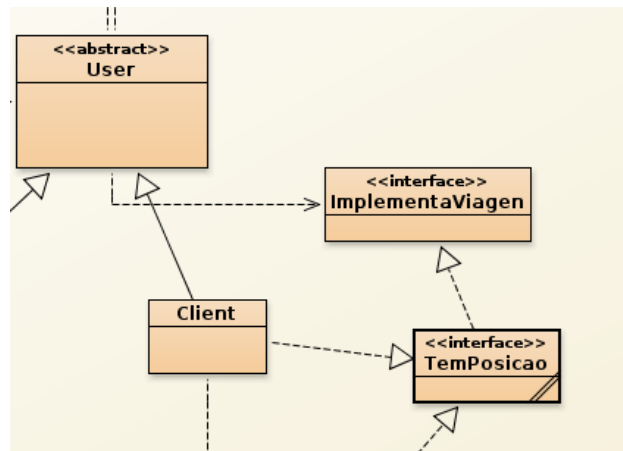 <<abstract>>
User
<<interface>>
ImplementaViagen
Client
<<interface>>
TemPosicao